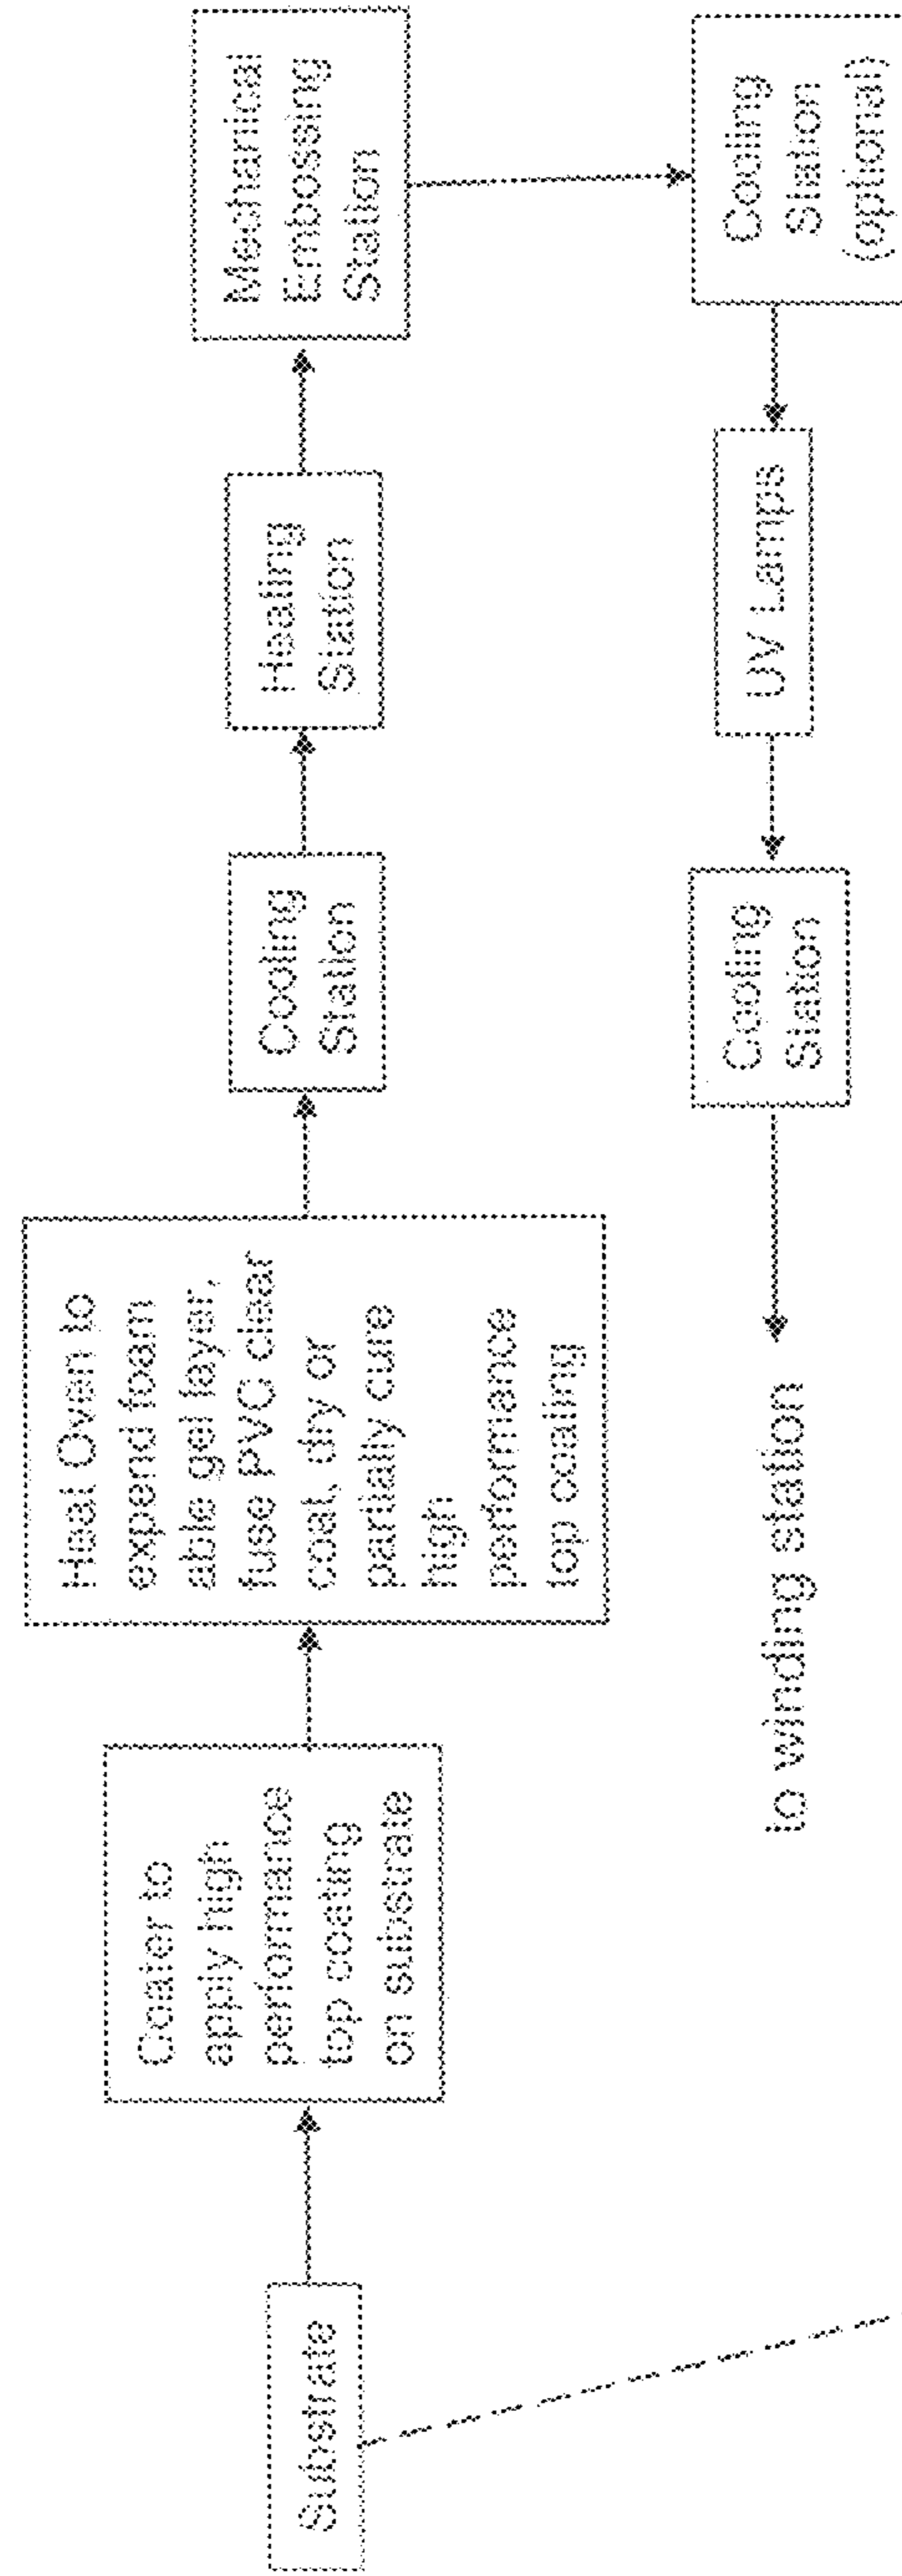 Substrate
Coater to
apply high
performance
top coating
on substrate
Heat Oven to
expend foam
able gel layer,
fuse PVC clear
coat, dry or
partially cure
high
performance
top coating
Cooling
Station
Heating
Station
Mechanical
Embossing
Station
Cooling
Station
(optional)
UV Lamps
Cooling
Station
to winding station